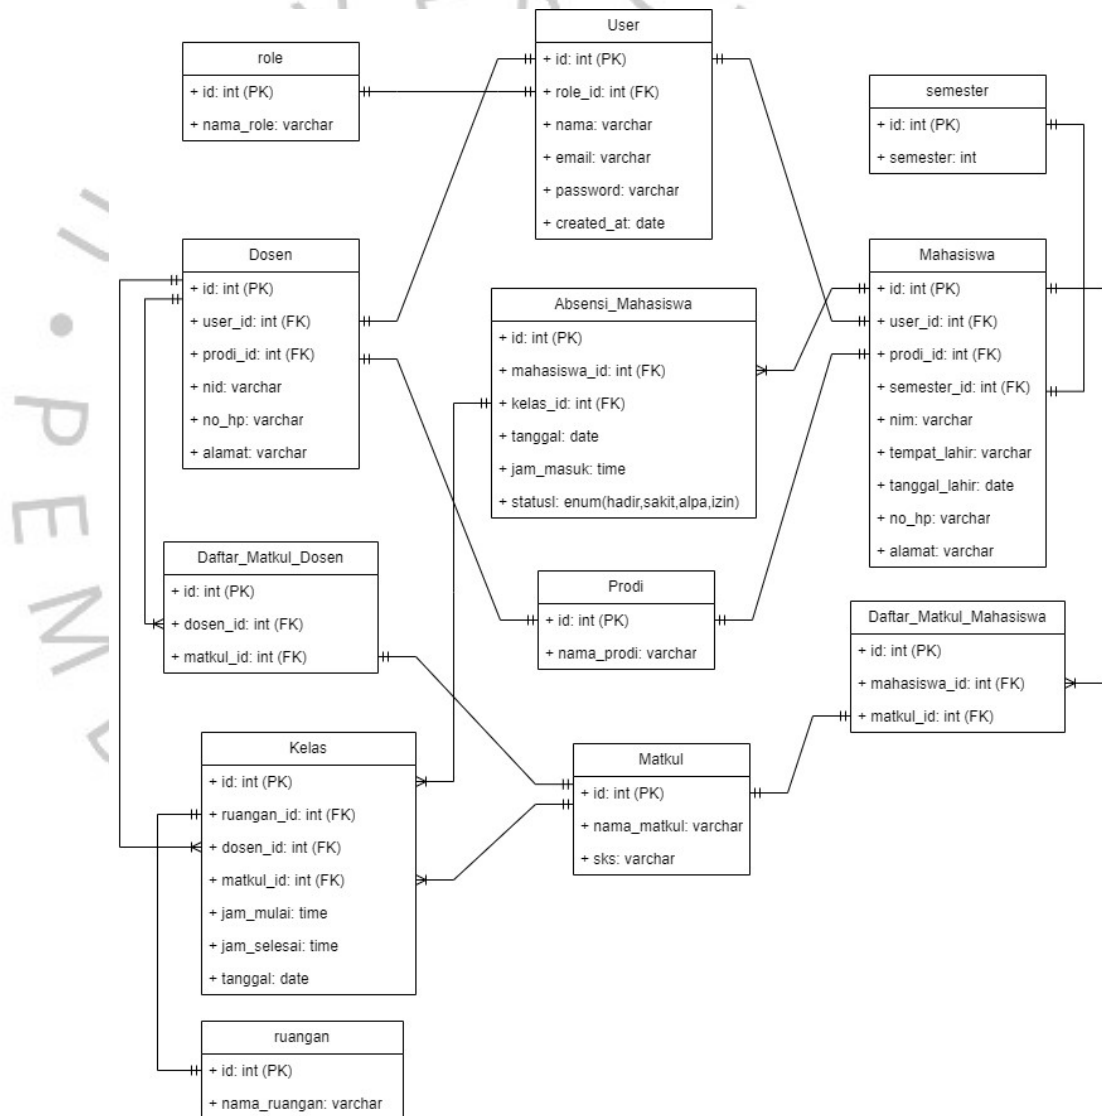 User
+ id: int (PK)
+ role_id: int (FK)
+ nama: varchar
+ email: varchar
+ password: varchar
+ created_at: date
role
+ id: int (PK)
+ nama_role: varchar
semester
+ id: int (PK)
+ semester: int
Dosen
+ id: int (PK)
+ user_id: int (FK)
+ prodi_id: int (FK)
+ nid: varchar
+ no_hp: varchar
+ alamat: varchar
Absensi_Mahasiswa
+ id: int (PK)
+ mahasiswa_id: int (FK)
+ kelas_id: int (FK)
+ tanggal: date
+ jam_masuk: time
+ statusl: enum(hadir,sakit,alpa,izin)
Mahasiswa
+ id: int (PK)
+ user_id: int (FK)
+ prodi_id: int (FK)
+ semester_id: int (FK)
+ nim: varchar
+ tempat_lahir: varchar
+ tanggal_lahir: date
+ no_hp: varchar
+ alamat: varchar
Daftar_Matkul_Dosen
+ id: int (PK)
+ dosen_id: int (FK)
+ matkul_id: int (FK)
Prodi
+ id: int (PK)
+ nama_prodi: varchar
Daftar_Matkul_Mahasiswa
+ id: int (PK)
+ mahasiswa_id: int (FK)
+ matkul_id: int (FK)
Kelas
+ id: int (PK)
+ ruangan_id: int (FK)
+ dosen_id: int (FK)
+ matkul_id: int (FK)
+ jam_mulai: time
+ jam_selesai: time
+ tanggal: date
Matkul
+ id: int (PK)
+ nama_matkul: varchar
+ sks: varchar
ruangan
+ id: int (PK)
+ nama_ruangan: varchar